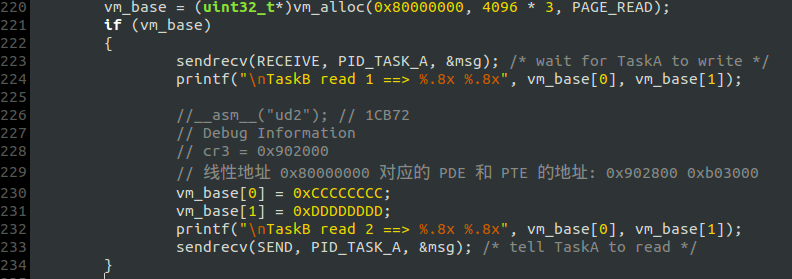 220 vm_base = (uint32_t*)vm_alloc(0x80000000, 4096 * 3, PAGE_READ);
221 if (vm_base)
222 {
223 sendrecv(RECEIVE, PID_TASK_A, &msg); /* wait for TaskA to write */
224 printf("\nTaskB read 1 ==> %.8x %.8x", vm_base[0], vm_base[1]);
225
226 //__asm__("ud2"); // 1CB72
227 // Debug Information
228 // cr3 = 0x902000
229 // 线性地址 0x80000000 对应的 PDE 和 PTE 的地址: 0x902800 0xb03000
230 vm_base[0] = 0xCCCCCCCC;
231 vm_base[1] = 0xDDDDDDDD;
232 printf("\nTaskB read 2 ==> %.8x %.8x", vm_base[0], vm_base[1]);
233 sendrecv(SEND, PID_TASK_A, &msg); /* tell TaskA to read */
234 }